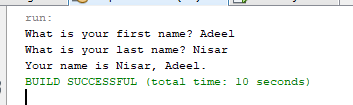 run:
What is your first name? Adeel
What is your last name? Nisar
Your name is Nisar, Adeel.
BUILD SUCCESSFUL (total time: 10 seconds)